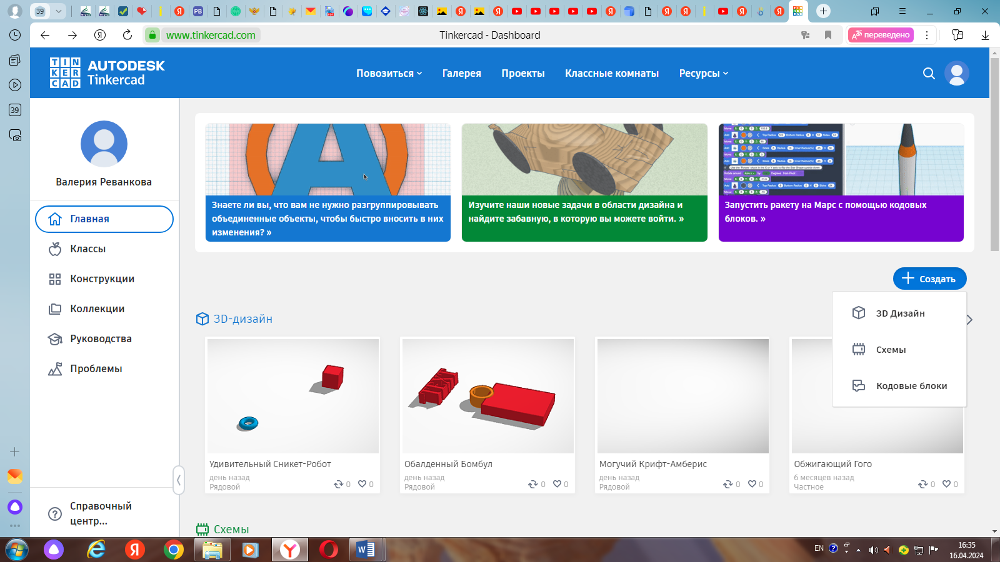 39
PB
www.tinkercad.com
Tinkercad - Dashboard
переведено
39
TINKERCAD
AUTODESK
Tinkercad
Повозиться
Галерея
Проекты
Классные комнаты
Ресурсы
Валерия Реванкова
Главная
Классы
Конструкции
Коллекции
Руководства
Проблемы
Справочный
центр...
Знаете ли вы, что вам не нужно разгруппировывать
объединенные объекты, чтобы быстро вносить в них
изменения? »
Изучите наши новые задачи в области дизайна и
найдите забавную, в которую вы можете войти. »
Запустить ракету на Марс с помощью кодовых
блоков. »
Создать
3D Дизайн
Схемы
Кодовые блоки
3D-дизайн
Удивительный Сникет-Робот
день назад
Рядовой
0 0
Обалденный Бомбул
день назад
Рядовой
0 0
Могучий Крифт-Амберис
день назад
Рядовой
0 0
Обжигающий Гого
6 месяцев назад
Частное
0 0
Схемы
EN
16:35
16.04.2024